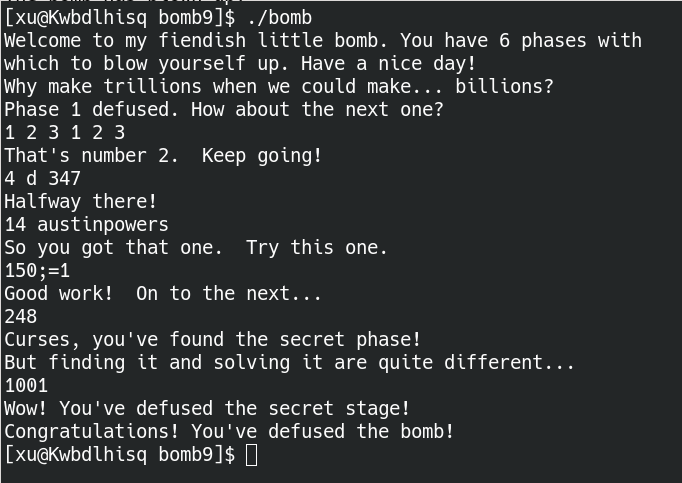 [xu@Kwbdlhisq bomb9]$ ./bomb
Welcome to my fiendish little bomb. You have 6 phases with
which to blow yourself up. Have a nice day!
Why make trillions when we could make... billions?
Phase 1 defused. How about the next one?
1 2 3 1 2 3
That's number 2.  Keep going!
4 d 347
Halfway there!
14 austinpowers
So you got that one.  Try this one.
150;=1
Good work!  On to the next...
248
Curses, you've found the secret phase!
But finding it and solving it are quite different...
1001
Wow! You've defused the secret stage!
Congratulations! You've defused the bomb!
[xu@Kwbdlhisq bomb9]$